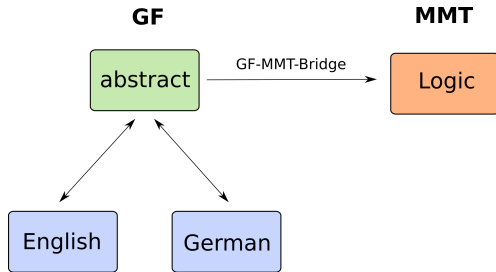 GF
MMT
abstract
GF-MMT-Bridge
Logic
English
German